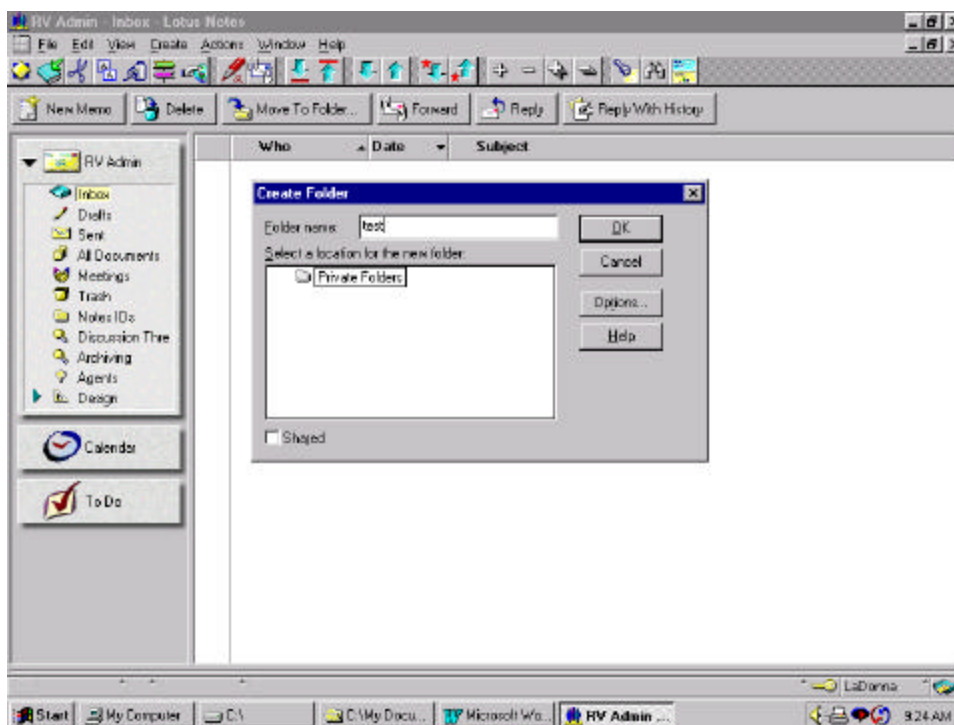 RV Admin - Inbox - Lotus Notes
File Edit View Create Actions Window Help
New Memo Delete Move To Folder... Forward Reply Reply With History
RV Admin
Who Date Subject
Inbox
Drafts
Sent
All Documents
Meetings
Trash
Notes IDs
Discussion Thre
Archiving
Agents
Design
Calendar
To Do
Create Folder
Folder name: test
Select a location for the new folder:
Private Folders
Shared
OK
Cancel
Options...
Help
LaDonna
Start My Computer C:\ C:\My Docu... Microsoft Wo... RV Admin ... 9:24 AM